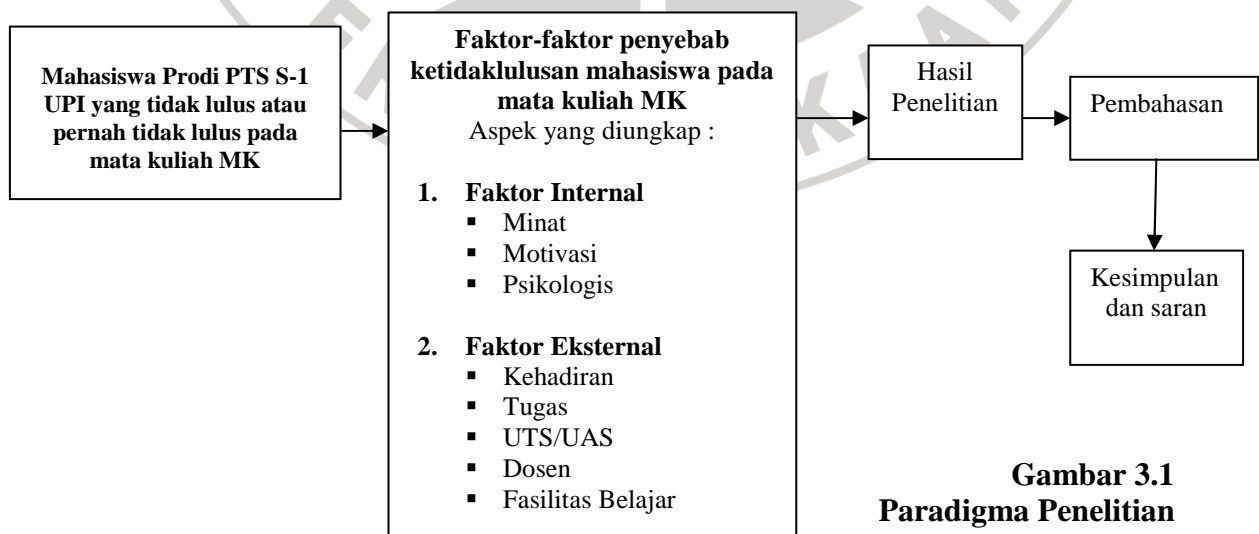 Mahasiswa Prodi PTS S-1
UPI yang tidak lulus atau
pernah tidak lulus pada
mata kuliah MK
Faktor-faktor penyebab
ketidaklulusan mahasiswa pada
mata kuliah MK
Aspek yang diungkap :
1. Faktor Internal
▪ Minat
▪ Motivasi
▪ Psikologis
2. Faktor Eksternal
▪ Kehadiran
▪ Tugas
▪ UTS/UAS
▪ Dosen
▪ Fasilitas Belajar
Hasil
Penelitian
Pembahasan
Kesimpulan
dan saran
Gambar 3.1
Paradigma Penelitian